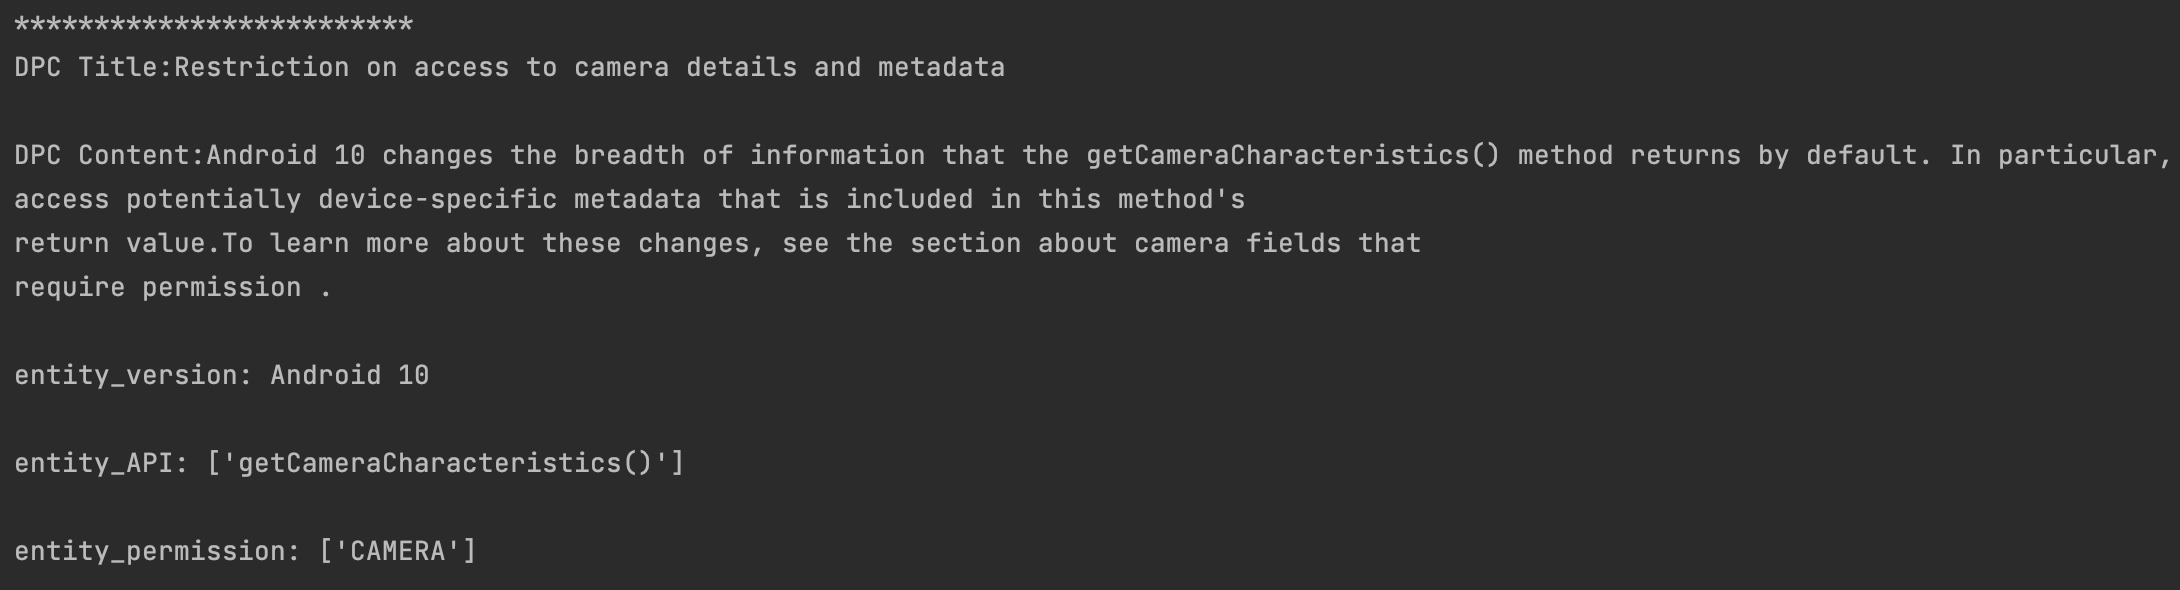 *************************
DPC Title:Restriction on access to camera details and metadata
DPC Content:Android 10 changes the breadth of information that the getCameraCharacteristics() method returns by default. In particular,
access potentially device-specific metadata that is included in this method's
return value.To learn more about these changes, see the section about camera fields that
require permission .
entity_version: Android 10
entity_API: ['getCameraCharacteristics()']
entity_permission: ['CAMERA']